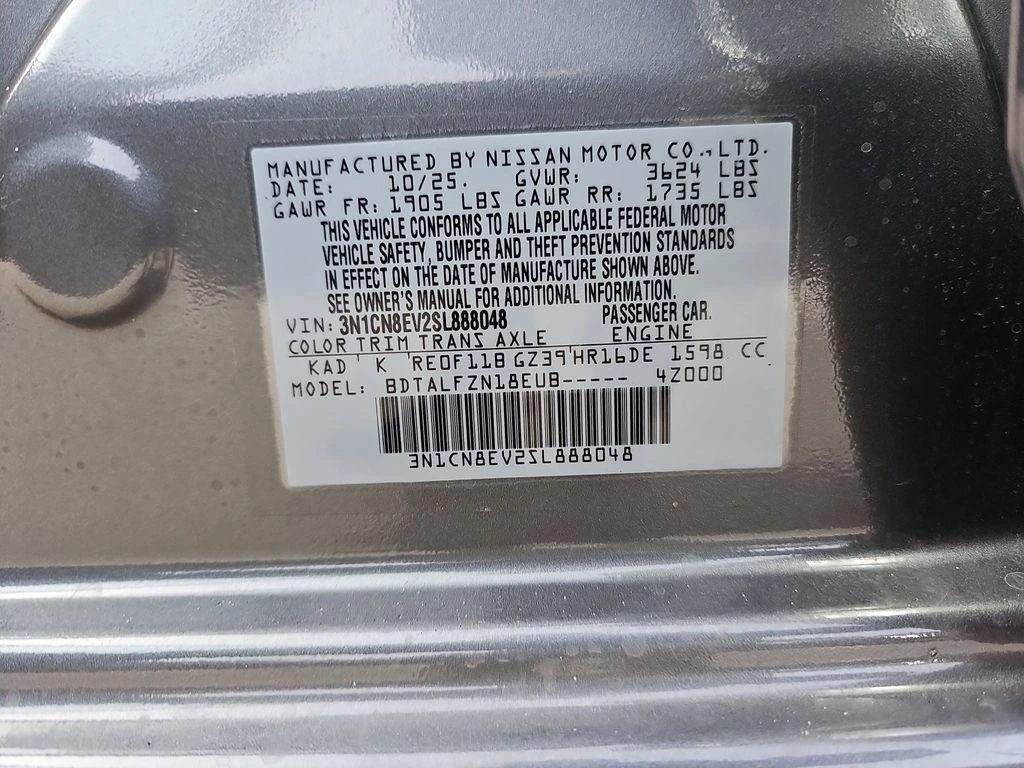 MANUFACTURED BY NISSAN MOTOR CO., LTD.
DATE: 10/25. GVWR: 3624 LBS
GAWR FR: 1905 LBS GAWR RR: 1735 LBS
THIS VEHICLE CONFORMS TO ALL APPLICABLE FEDERAL MOTOR
VEHICLE SAFETY, BUMPER AND THEFT PREVENTION STANDARDS
IN EFFECT ON THE DATE OF MANUFACTURE SHOWN ABOVE.
SEE OWNER'S MANUAL FOR ADDITIONAL INFORMATION.
VIN: 3N1CN8EV2SL888048 PASSENGER CAR.
COLOR TRIM TRANS AXLE ENGINE
KAD K RE0F11B GZ39 HR16DE 1598 CC
MODEL: BDTALFZN18EUB----- 4Z000
3N1CN8EV2SL888048